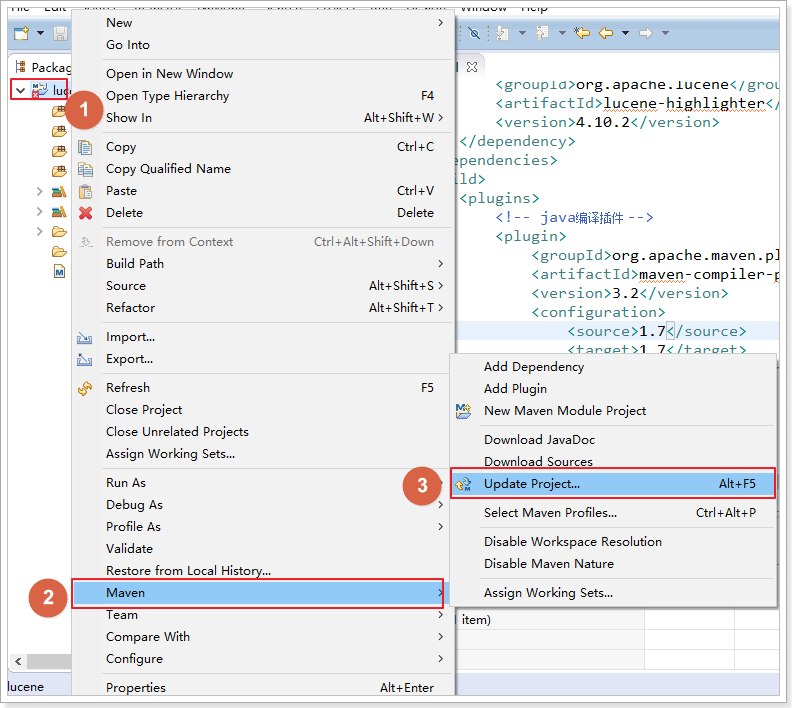 Window
Help
Package
luce
1
New
Go Into
Open in New Window
Open Type Hierarchy F4
Show In Alt+Shift+W
Copy Ctrl+C
Copy Qualified Name
Paste Ctrl+V
Delete Delete
Remove from Context Ctrl+Alt+Shift+Down
Build Path
Source Alt+Shift+S
Refactor Alt+Shift+T
Import...
Export...
Refresh F5
Close Project
Close Unrelated Projects
Assign Working Sets...
Run As
Debug As
Profile As
Validate
Restore from Local History...
2
Maven
Team
Compare With
Configure
Properties Alt+Enter
<groupId>org.apache.lucene</grou
<artifactId>lucene-highlighter</
<version>4.10.2</version>
</dependency>
ependencies>
ild>
<plugins>
<!-- java编译插件 -->
<plugin>
<groupId>org.apache.maven.pl
<artifactId>maven-compiler-p
<version>3.2</version>
<configuration>
<source>1.7</source>
<target>1.7</target>
Add Dependency
Add Plugin
New Maven Module Project
Download JavaDoc
Download Sources
3
Update Project... Alt+F5
Select Maven Profiles... Ctrl+Alt+P
Disable Workspace Resolution
Disable Maven Nature
Assign Working Sets...
item)
lucene